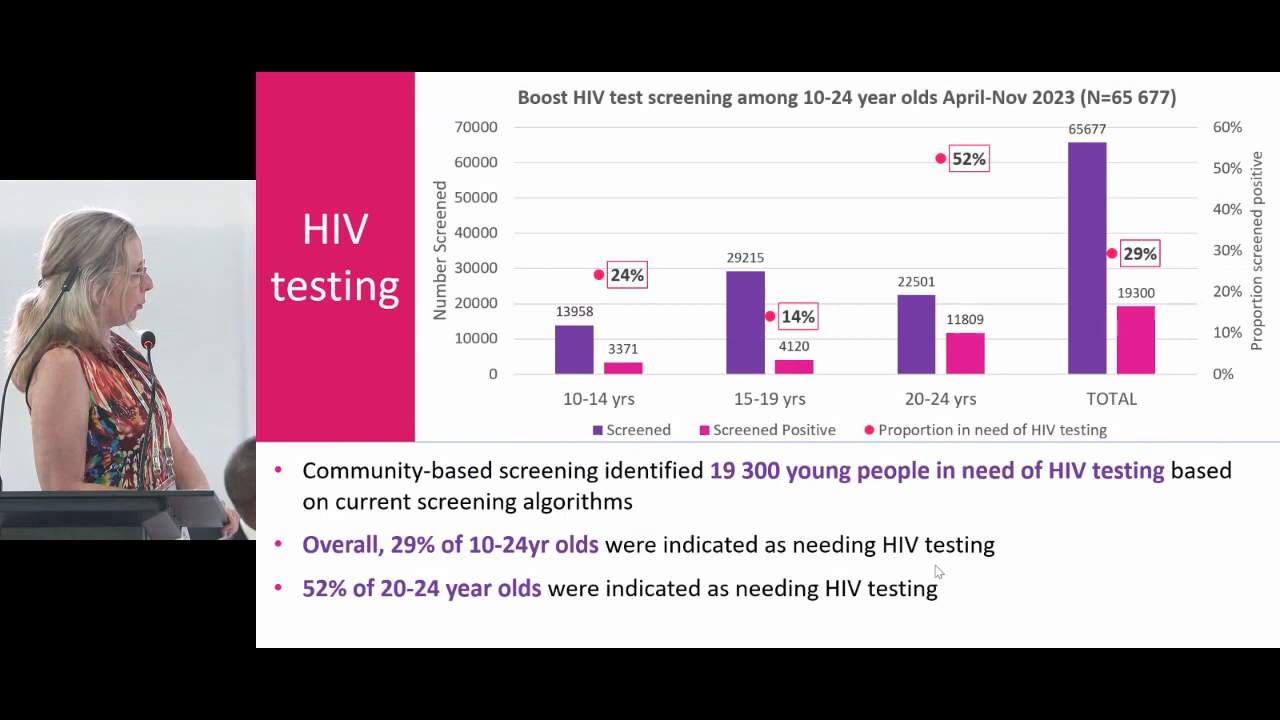 HIV
testing
Boost HIV test screening among 10-24 year olds April-Nov 2023 (N=65 677)
Number Screened
70000
60000
50000
40000
30000
20000
10000
0
13958
3371
24%
29215
4120
14%
22501
11809
52%
65677
19300
29%
60%
50%
40%
30%
20%
10%
0%
Proportion screened positive
10-14 yrs
15-19 yrs
20-24 yrs
TOTAL
Screened
Screened Positive
Proportion in need of HIV testing
• Community-based screening identified 19 300 young people in need of HIV testing based
on current screening algorithms
• Overall, 29% of 10-24yr olds were indicated as needing HIV testing
• 52% of 20-24 year olds were indicated as needing HIV testing